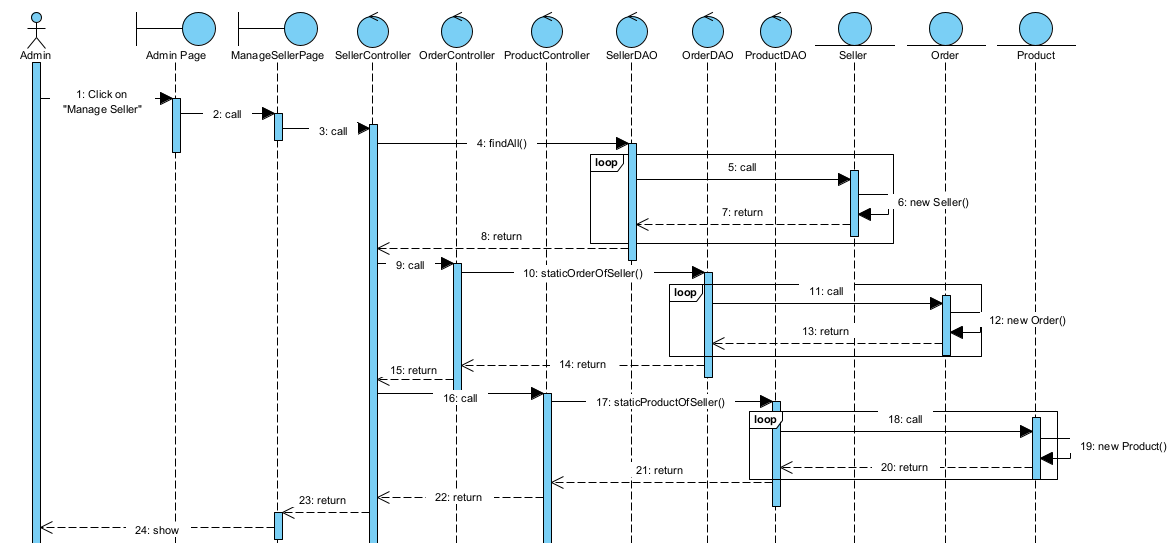 Admin
Admin Page
ManageSellerPage
SellerController
OrderController
ProductController
SellerDAO
OrderDAO
ProductDAO
Seller
Order
Product
1: Click on
"Manage Seller"
2: call
3: call
4: findAll()
loop
5: call
6: new Seller()
7: return
8: return
9: call
10: staticOrderOfSeller()
loop
11: call
12: new Order()
13: return
14: return
15: return
16: call
17: staticProductOfSeller()
loop
18: call
19: new Product()
20: return
21: return
22: return
23: return
24: show